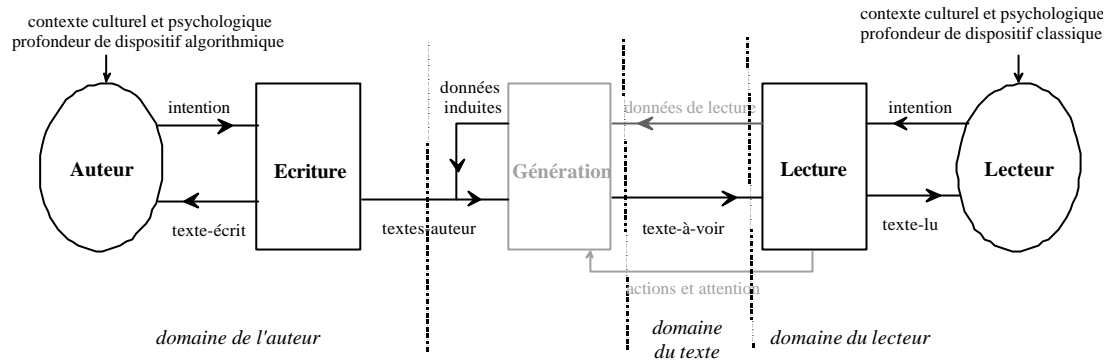 contexte culturel et psychologique
profondeur de dispositif algorithmique
contexte culturel et psychologique
profondeur de dispositif classique
intention
données
induites
données de lecture
intention
Auteur
Ecriture
Génération
Lecture
Lecteur
texte-écrit
textes-auteur
texte-à-voir
texte-lu
actions et attention
domaine de l'auteur
domaine
du texte
domaine du lecteur